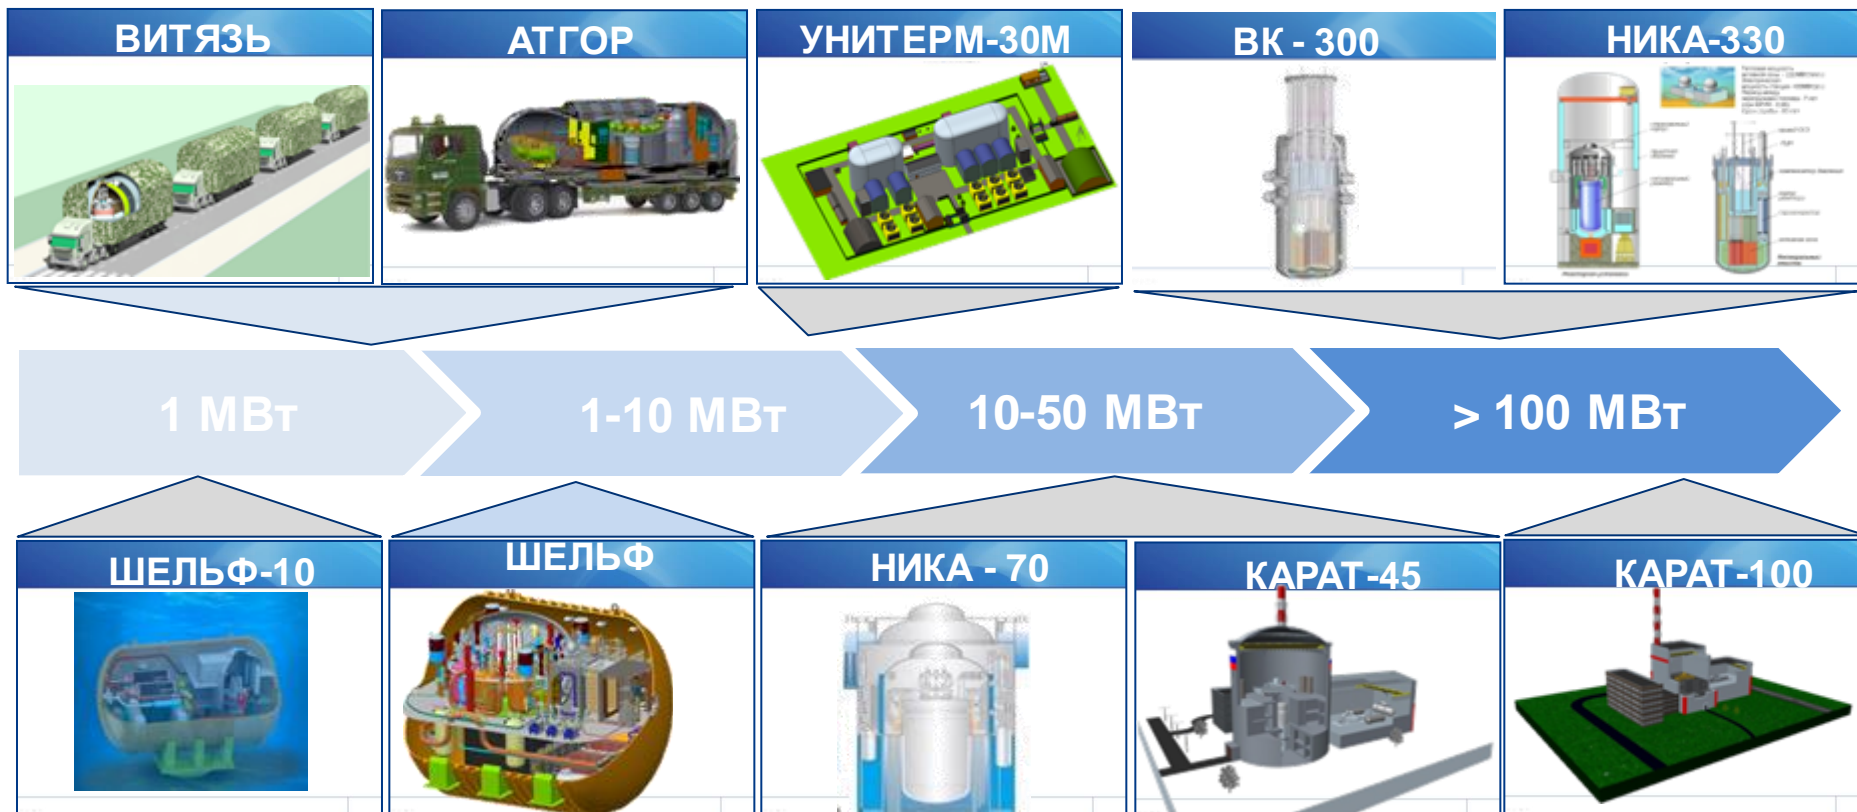 ВИТЯЗЬ
АТГОР
УНИТЕРМ-30М
ВК - 300
НИКА-330
1 МВт
1-10 МВт
10-50 МВт
> 100 МВт
ШЕЛЬФ-10
ШЕЛЬФ
НИКА - 70
КАРАТ-45
КАРАТ-100